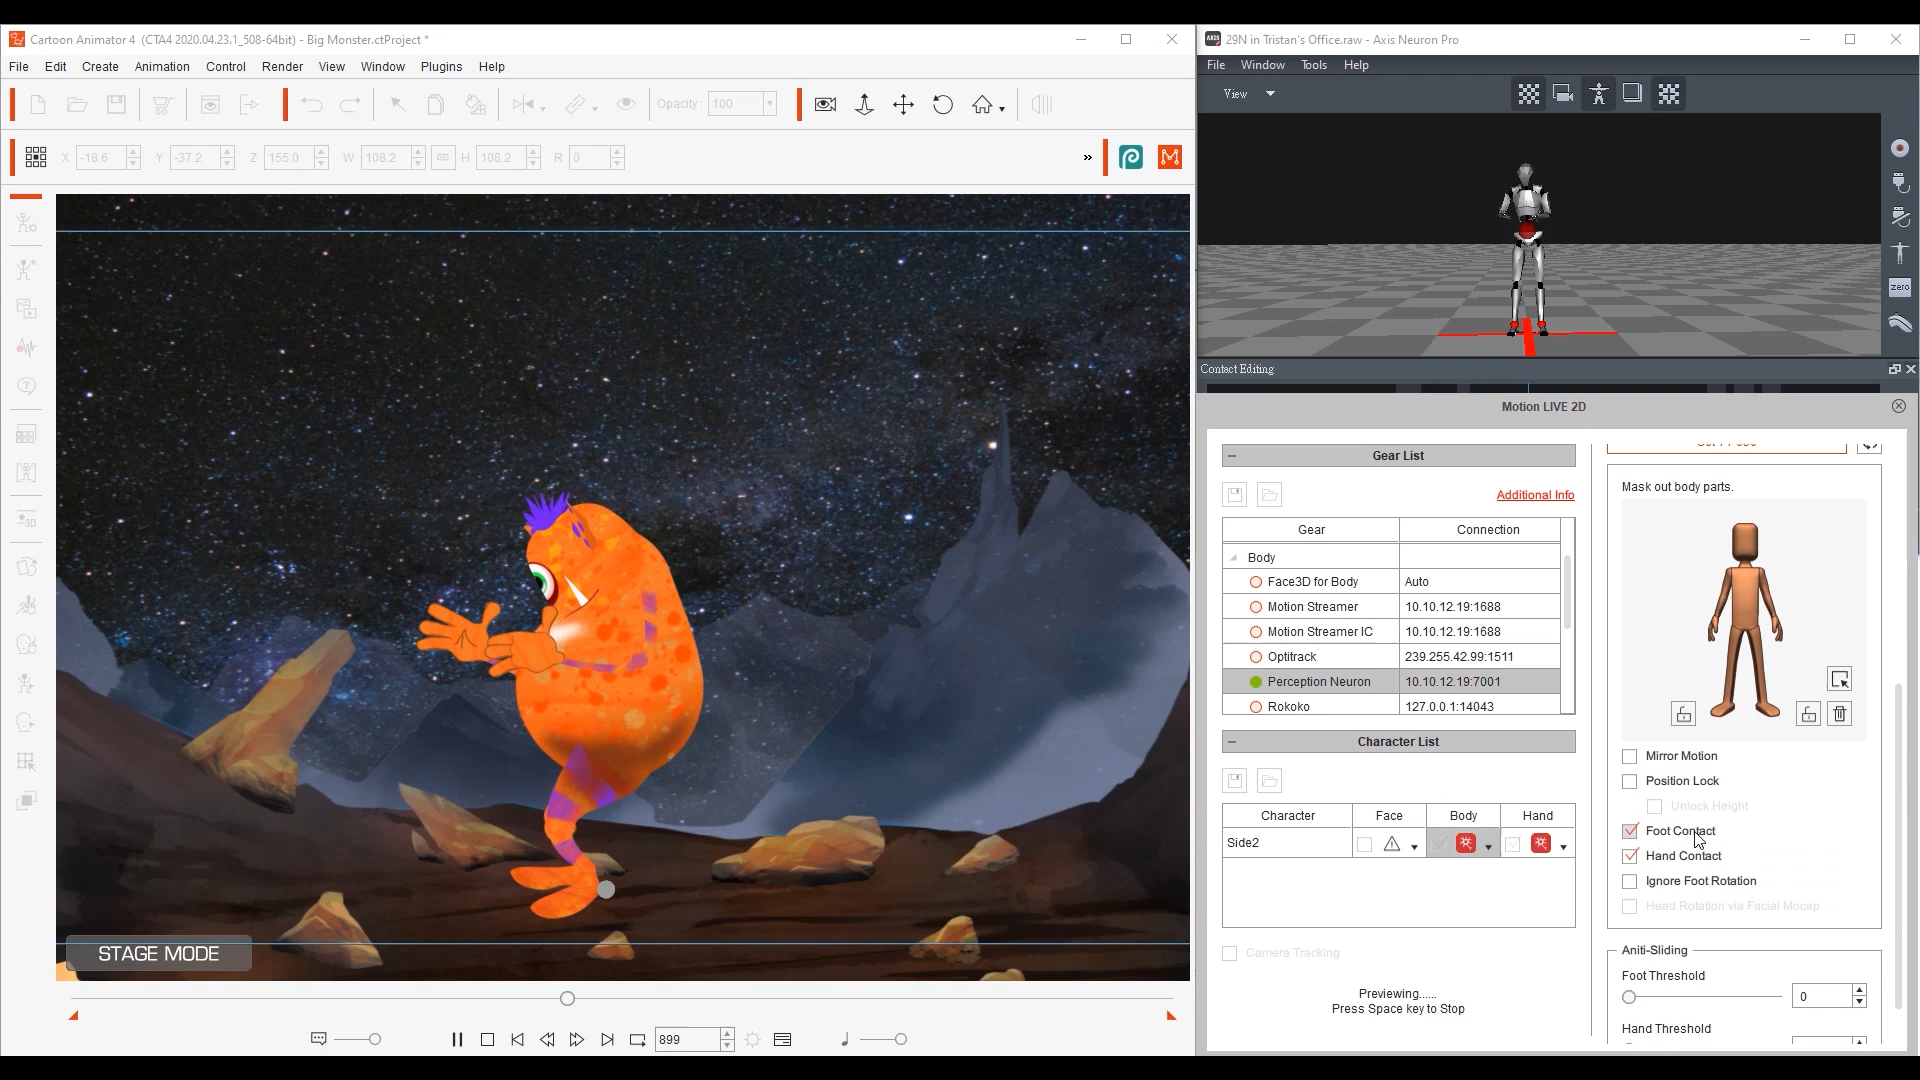 Cartoon Animator 4 (CTA4 2020.04.23.1_508-64bit) - Big Monster.ctProject *
File Edit Create Animation Control Render View Window Plugins Help
Opacity : 100
X -18.6 Y -37.2 Z 155.0 W 108.2 H 108.2 R 0
»
STAGE MODE
899
AXIS 29N in Tristan's Office.raw - Axis Neuron Pro
File Window Tools Help
View
zero
Contact Editing
Motion LIVE 2D
Gear List
Additional Info
Gear Connection
Body
Face3D for Body Auto
Motion Streamer 10.10.12.19:1688
Motion Streamer IC 10.10.12.19:1688
Optitrack 239.255.42.99:1511
Perception Neuron 10.10.12.19:7001
Rokoko 127.0.0.1:14043
Character List
Character Face Body Hand
Side2
Camera Tracking
Previewing......
Press Space key to Stop
Mask out body parts.
Mirror Motion
Position Lock
Unlock Height
Foot Contact
Hand Contact
Ignore Foot Rotation
Head Rotation via Facial Mocap
Aniti-Sliding
Foot Threshold
0
Hand Threshold